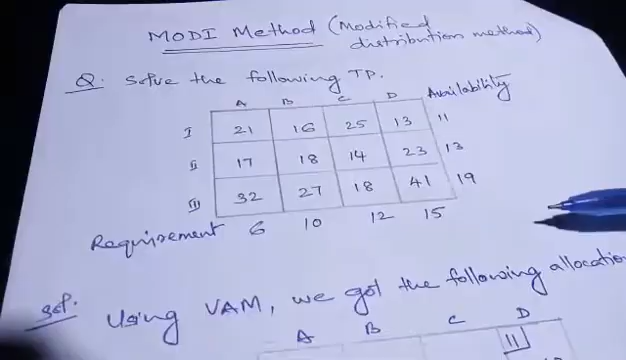 MODI Method (Modified
distribution method)
Q. Solve the following TP.
A B C D Availability
I 21 16 25 13 11
II 17 18 14 23 13
III 32 27 18 41 19
Requirement 6 10 12 15
Sol. Using VAM, we got the following allocation
A B C D
11